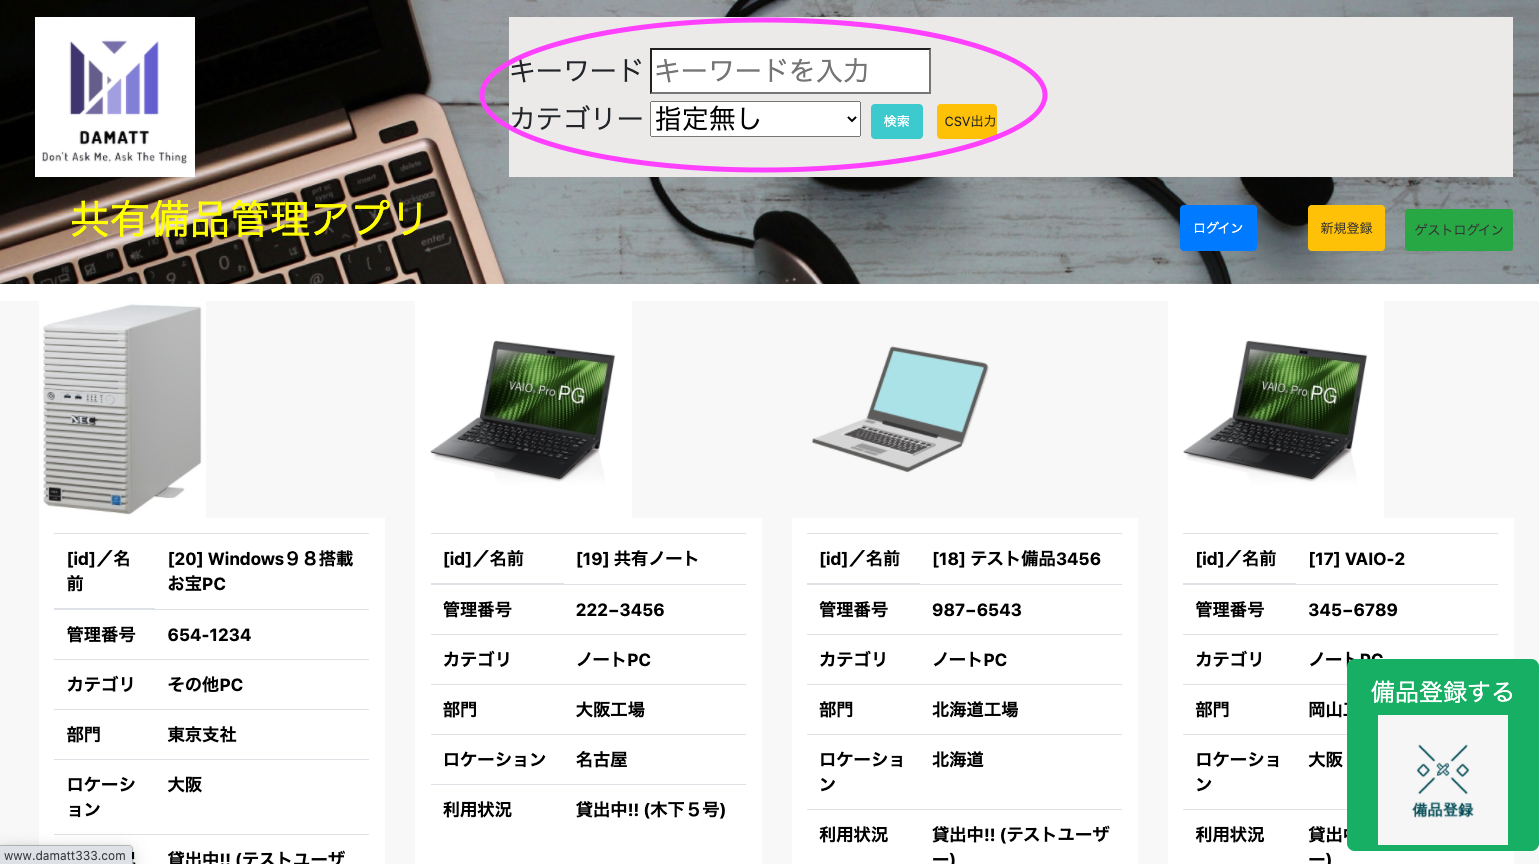 DAMATT
Don't Ask Me, Ask The Thing
キーワード キーワードを入力
カテゴリー 指定無し 検索 CSV出力
共有備品管理アプリ
ログイン 新規登録 ゲストログイン
NEC
VAIO Pro PG
VAIO Pro PG
[id]／名前 [20] Windows９８搭載お宝PC
管理番号 654-1234
カテゴリ その他PC
部門 東京支社
ロケーション 大阪
貸出中!! (テストユーザ
[id]／名前 [19] 共有ノート
管理番号 222−3456
カテゴリ ノートPC
部門 大阪工場
ロケーション 名古屋
利用状況 貸出中!! (木下５号)
[id]／名前 [18] テスト備品3456
管理番号 987−6543
カテゴリ ノートPC
部門 北海道工場
ロケーション 北海道
利用状況 貸出中!! (テストユーザー)
[id]／名前 [17] VAIO-2
管理番号 345−6789
カテゴリ ノートPC
部門 岡山
ロケーション 大阪
利用状況 貸出
ー)
備品登録する
備品登録
www.damatt333.com